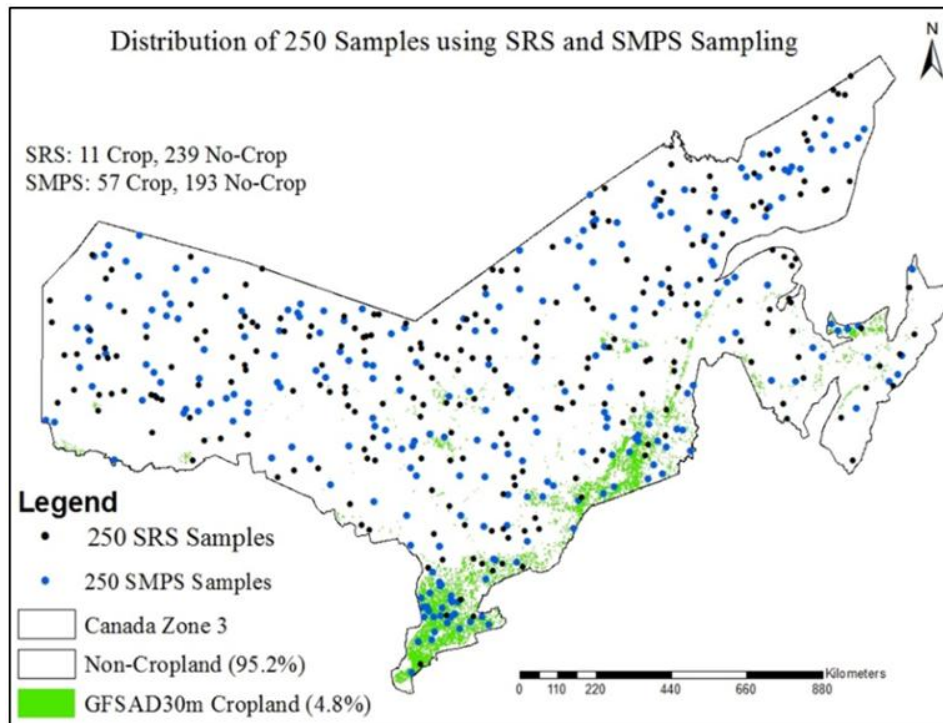 Distribution of 250 Samples using SRS and SMPS Sampling
N
SRS: 11 Crop, 239 No-Crop
SMPS: 57 Crop, 193 No-Crop
Legend
250 SRS Samples
250 SMPS Samples
Canada Zone 3
Non-Cropland (95.2%)
GFSAD30m Cropland (4.8%)
Kilometers
0 110 220 440 660 880